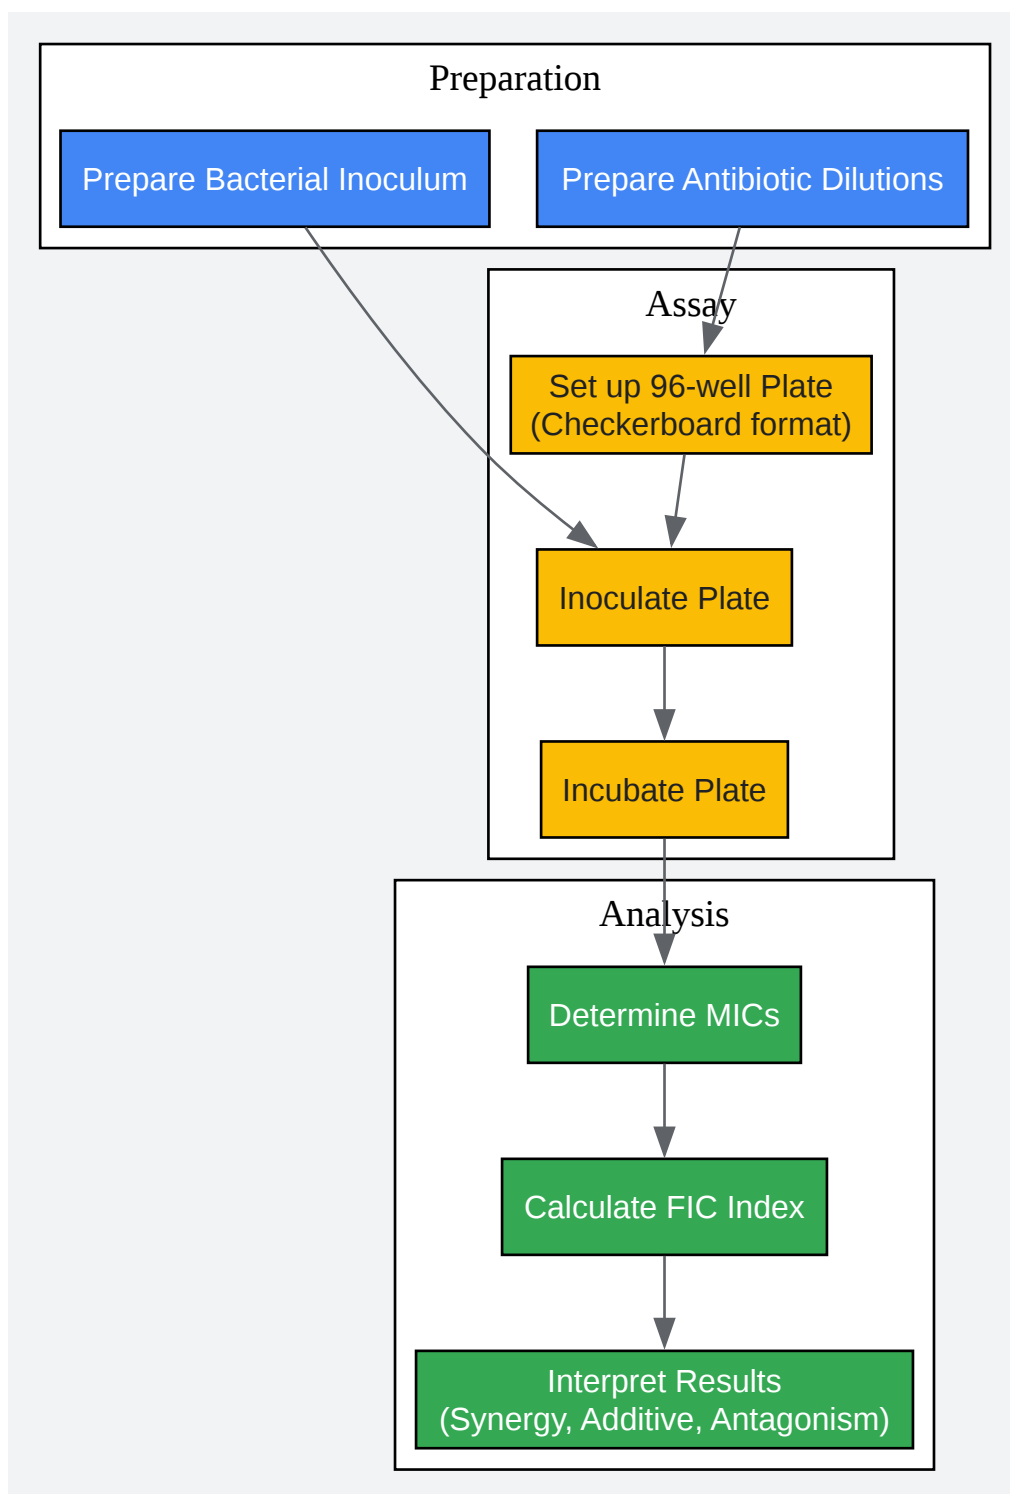 Preparation
Prepare Bacterial Inoculum
Prepare Antibiotic Dilutions
Assay
Set up 96-well Plate
(Checkerboard format)
Inoculate Plate
Incubate Plate
Analysis
Determine MICs
Calculate FIC Index
Interpret Results
(Synergy, Additive, Antagonism)